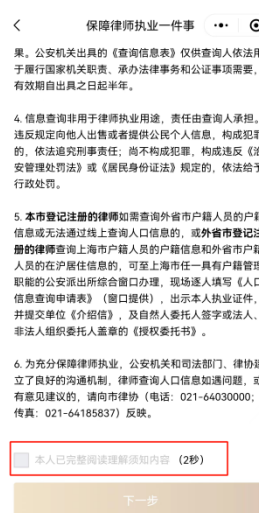 保障律师执业一件事
果。公安机关出具的《查询信息表》仅供查询人依法用
于履行国家机关职责、承办法律事务和公证事项需要，
有效期自出具之日起半年。
4. 信息查询非用于律师执业用途，责任由查询人承担。
违反规定向他人出售或者提供公民个人信息，构成犯罪
的，依法追究刑事责任；尚不构成犯罪，构成违反《治
安管理处罚法》或《居民身份证法》规定的，依法给予
行政处罚。
5. 本市登记注册的律师如需查询外省市户籍人员的户籍
信息或无法通过线上查询人口信息的，或外省市登记注
册的律师查询上海市户籍人员的户籍信息和外省市户籍
人员的在沪居住信息的，可至上海市任一具有户籍管理
职能的公安派出所综合窗口办理，现场逐人填写《人口
信息查询申请表》（窗口提供），出示本人执业证件，
并提交单位《介绍信》，及自然人委托人签字或法人、
非法人组织委托人盖章的《授权委托书》。
6. 为充分保障律师执业，公安机关和司法部门、律协建
立了良好的沟通机制，律师查询人口信息如遇问题，或
有意见建议的，请向市律协（电话：021-64030000；
传真：021-64185837）反映。
本人已完整阅读理解须知内容 (2秒)
下一步